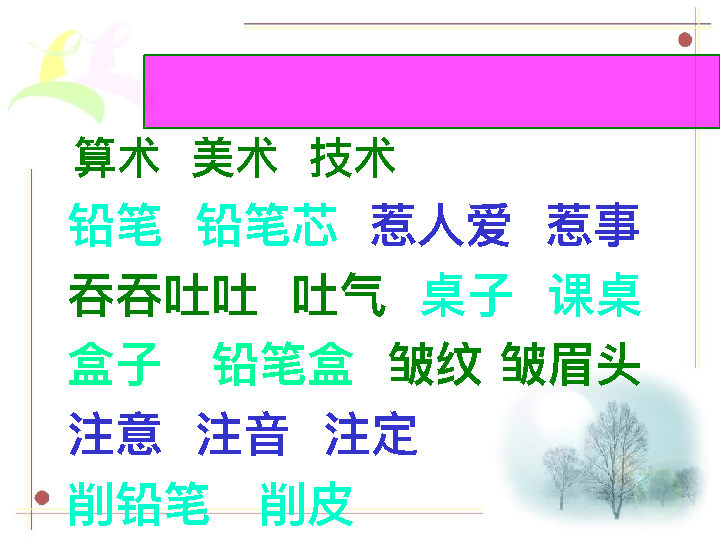 算术 美术 技术
铅笔 铅笔芯 惹人爱 惹事
吞吞吐吐 吐气 桌子 课桌
盒子 铅笔盒 皱纹 皱眉头
注意 注音 注定
削铅笔 削皮